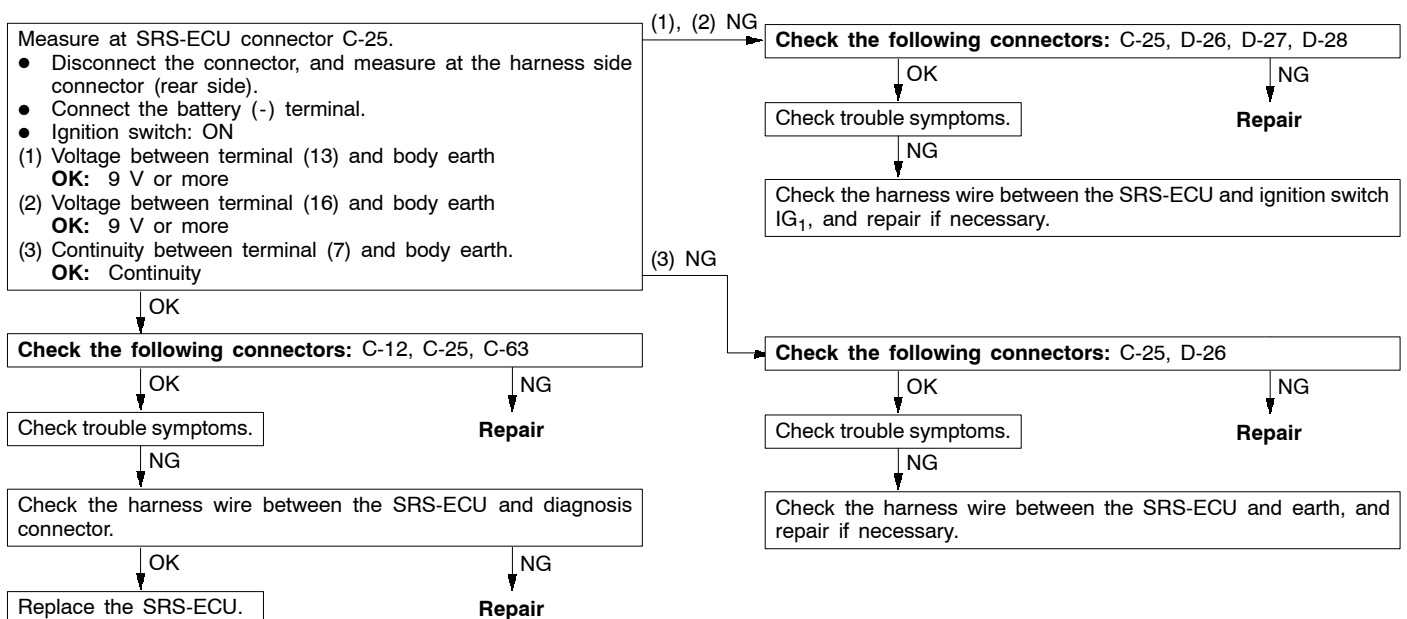 Measure at SRS-ECU connector C-25.
● Disconnect the connector, and measure at the harness side
connector (rear side).
● Connect the battery (-) terminal.
● Ignition switch: ON
(1) Voltage between terminal (13) and body earth
OK: 9 V or more
(2) Voltage between terminal (16) and body earth
OK: 9 V or more
(3) Continuity between terminal (7) and body earth.
OK: Continuity
(1), (2) NG
Check the following connectors: C-25, D-26, D-27, D-28
OK
NG
Check trouble symptoms.
Repair
NG
Check the harness wire between the SRS-ECU and ignition switch
IG1, and repair if necessary.
(3) NG
Check the following connectors: C-25, D-26
OK
NG
Check trouble symptoms.
Repair
NG
Check the harness wire between the SRS-ECU and earth, and
repair if necessary.
OK
Check the following connectors: C-12, C-25, C-63
OK
NG
Check trouble symptoms.
Repair
NG
Check the harness wire between the SRS-ECU and diagnosis
connector.
OK
NG
Replace the SRS-ECU.
Repair